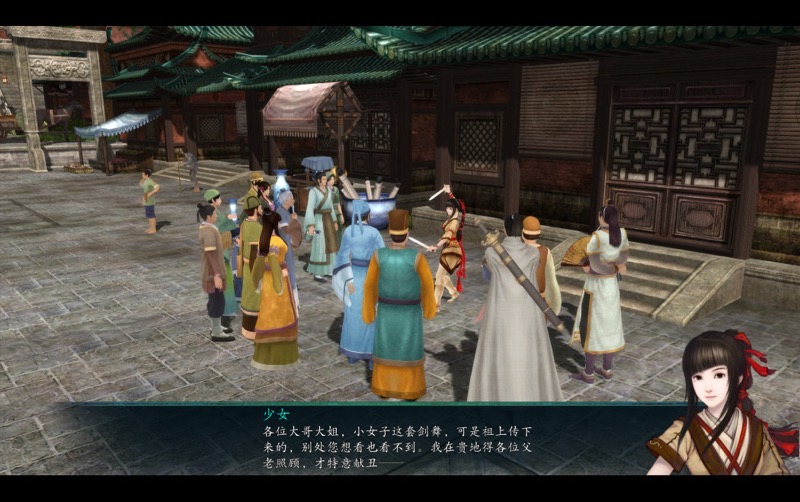 少女
各位大哥大姐，小女子这套剑舞，可是祖上传下
来的，别处您想看也看不到。我在贵地得各位父
老照顾，才特意献丑——